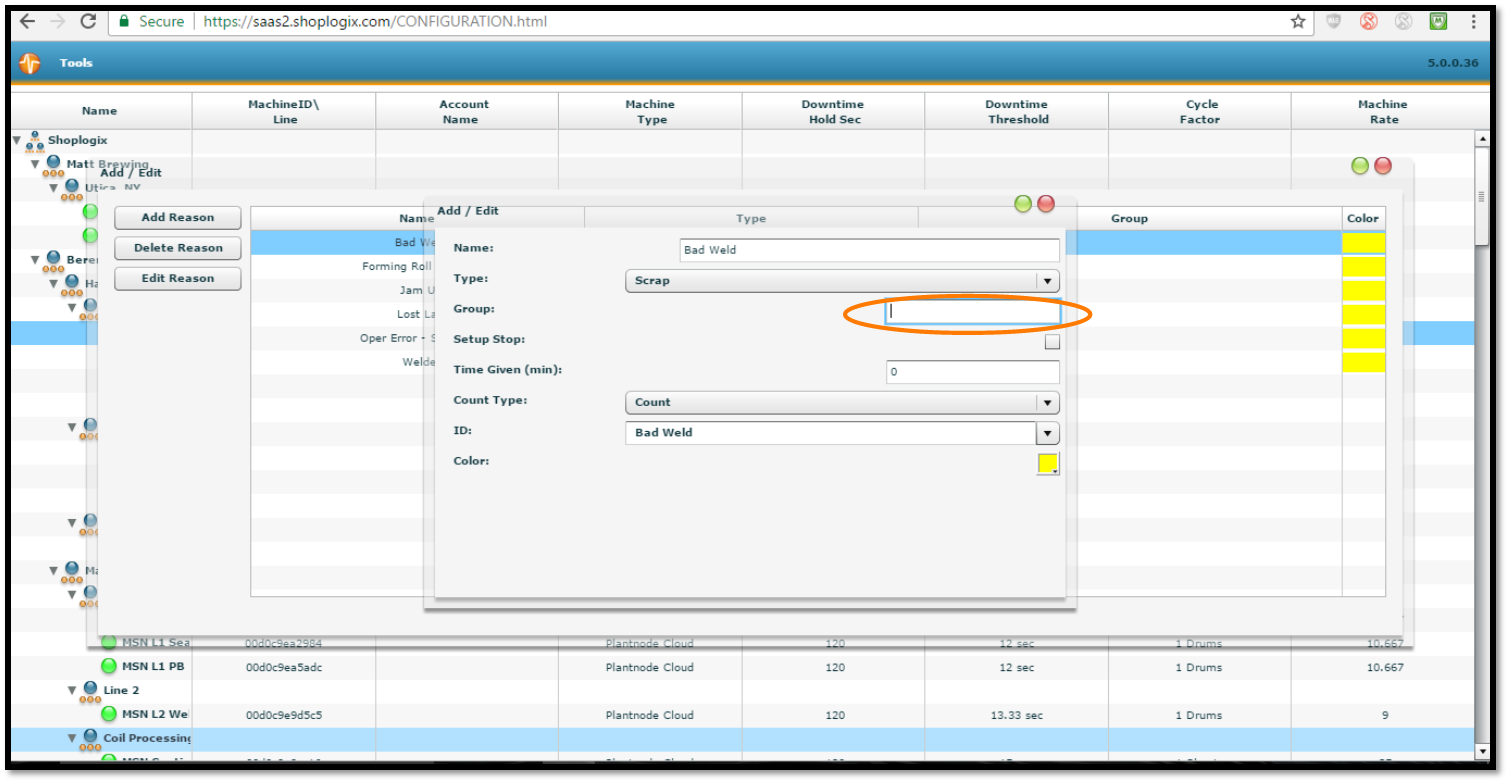 Secure https://saas2.shoplogix.com/CONFIGURATION.html
Tools 5.0.0.36
Name MachineID\ Line Account Name Machine Type Downtime Hold Sec Downtime Threshold Cycle Factor Machine Rate
Shoplogix
Matt Brewing
Add / Edit
Utica, NY
Add / Edit
Add Reason Name Type Group Color
Bad We Name: Bad Weld
Delete Reason
Berer
Forming Roll
Edit Reason Type: Scrap
Ha
Jam U
Group:
Lost La
Oper Error - S Setup Stop:
Welde Time Given (min): 0
Count Type: Count
ID: Bad Weld
Color:
Ma
MSN L1 Sea 00d0c9ea2984 Plantnode Cloud 120 12 sec 1 Drums 10.667
MSN L1 PB 00d0c9ea5adc Plantnode Cloud 120 12 sec 1 Drums 10.667
Line 2
MSN L2 We 00d0c9e9d5c5 Plantnode Cloud 120 13.33 sec 1 Drums 9
Coil Processing